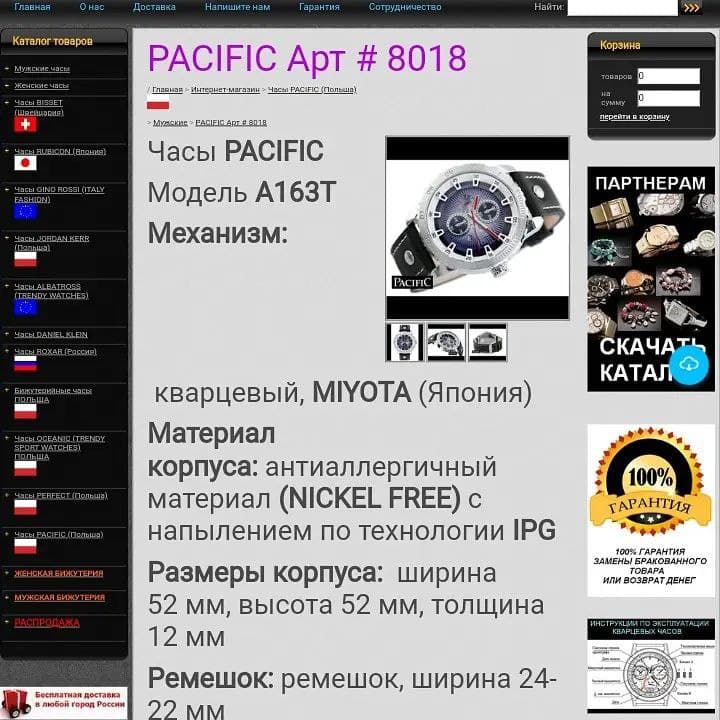 Главная О нас Доставка Напишите нам Гарантия Сотрудничество Найти:
Каталог товаров
Мужские часы
Женские часы
Часы BISSET
(Швейцария)
Часы RUBICON (Япония)
Часы GINO ROSSI (ITALY
FASHION)
Часы JORDAN KERR
(Польша)
Часы ALBATROSS
(TRENDY WATCHES)
Часы DANIEL KLEIN
Часы ROXAR (Россия)
Бижутерийные часы
ПОЛЬША
Часы OCEANIC (TRENDY
SPORT WATCHES)
ПОЛЬША
Часы PERFECT (Польша)
Часы PACIFIC (Польша)
ЖЕНСКАЯ БИЖУТЕРИЯ
МУЖСКАЯ БИЖУТЕРИЯ
РАСПРОДАЖА
Бесплатная доставка
в любой город России
PACIFIC Арт # 8018
/ Главная > Интернет-магазин > Часы PACIFIC (Польша)
> Мужские > PACIFIC Арт # 8018
Часы PACIFIC
Модель A163T
Механизм:
PACIFIC
кварцевый, MIYOTA (Япония)
Материал
корпуса: антиаллергичный
материал (NICKEL FREE) с
напылением по технологии IPG
Размеры корпуса: ширина
52 мм, высота 52 мм, толщина
12 мм
Ремешок: ремешок, ширина 24-
22 мм
Корзина
товаров 0
на
сумму 0
перейти в корзину
ПАРТНЕРАМ
СКАЧАТЬ
КАТАЛ
100%
ГАРАНТИЯ
100% ГАРАНТИЯ
ЗАМЕНЫ БРАКОВАННОГО
ТОВАРА
ИЛИ ВОЗВРАТ ДЕНЕГ
ИНСТРУКЦИИ ПО ЭКСПЛУАТАЦИИ
КВАРЦЕВЫХ ЧАСОВ